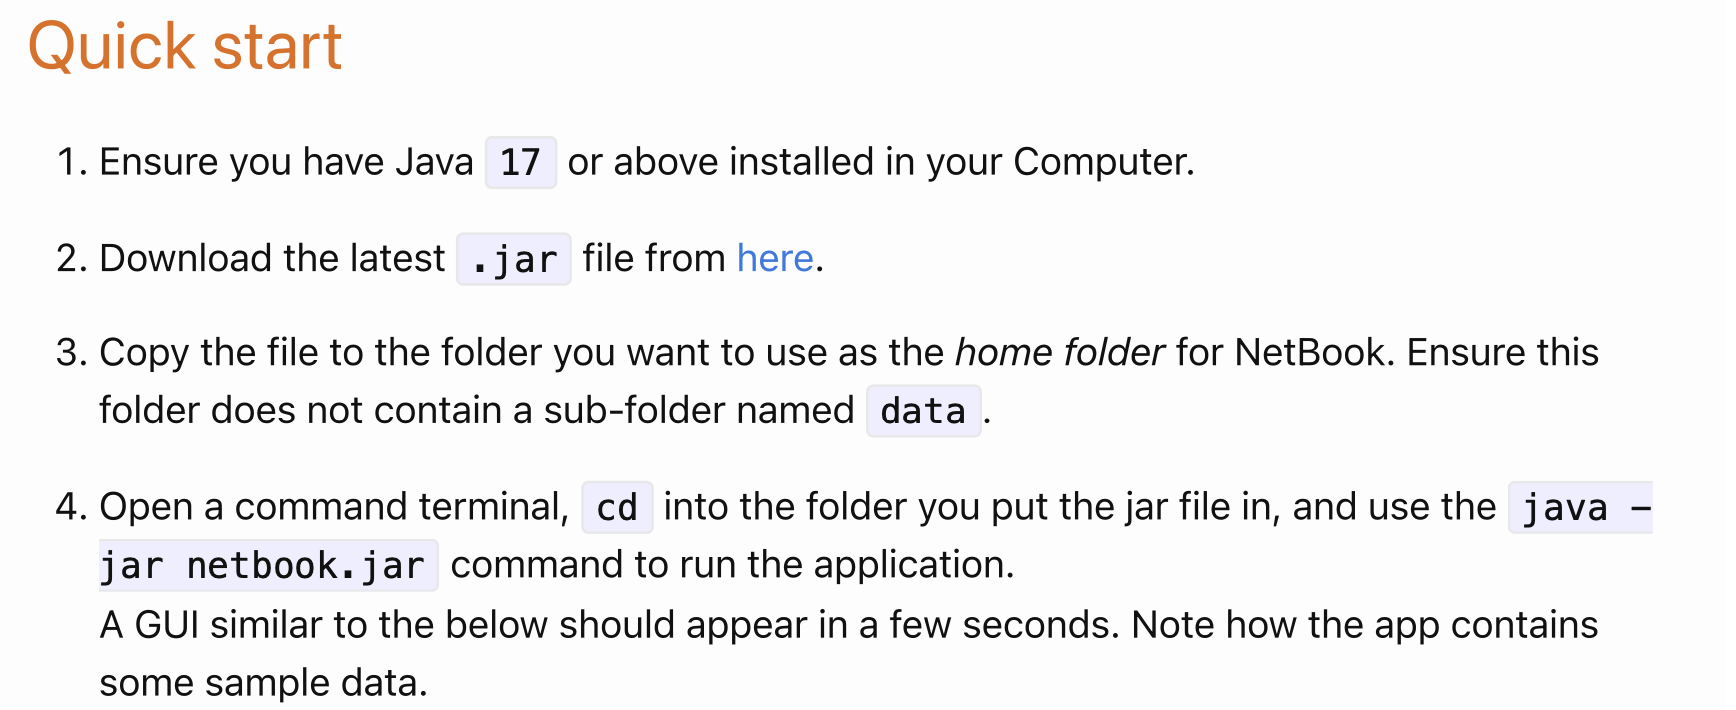 Quick start
1. Ensure you have Java 17 or above installed in your Computer.
2. Download the latest .jar file from here.
3. Copy the file to the folder you want to use as the home folder for NetBook. Ensure this
folder does not contain a sub-folder named data.
4. Open a command terminal, cd into the folder you put the jar file in, and use the java -
jar netbook.jar command to run the application.
A GUI similar to the below should appear in a few seconds. Note how the app contains
some sample data.